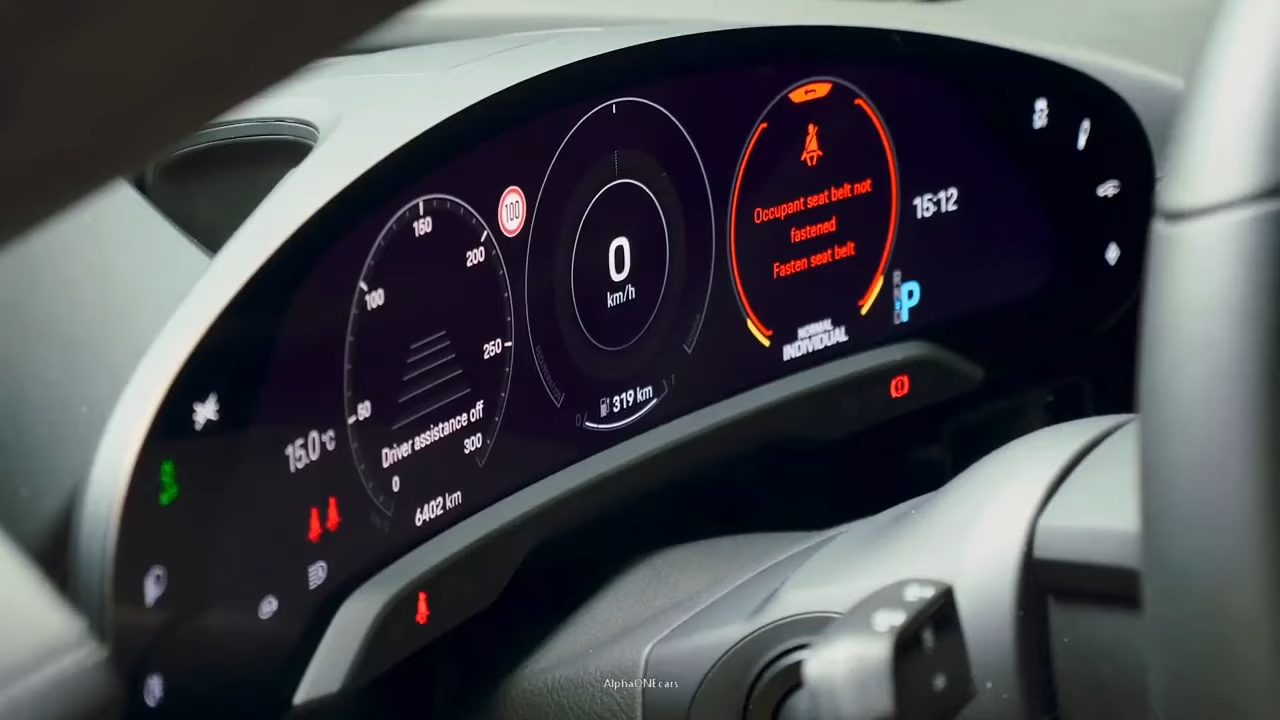 150
200
100
250
50
Driver assistance off
300
0
15.0°C
6402 km
100
0
km/h
319 km
Occupant seat belt not
fastened
Fasten seat belt
NORMAL
INDIVIDUAL
15:12
P
AlphaONEcars